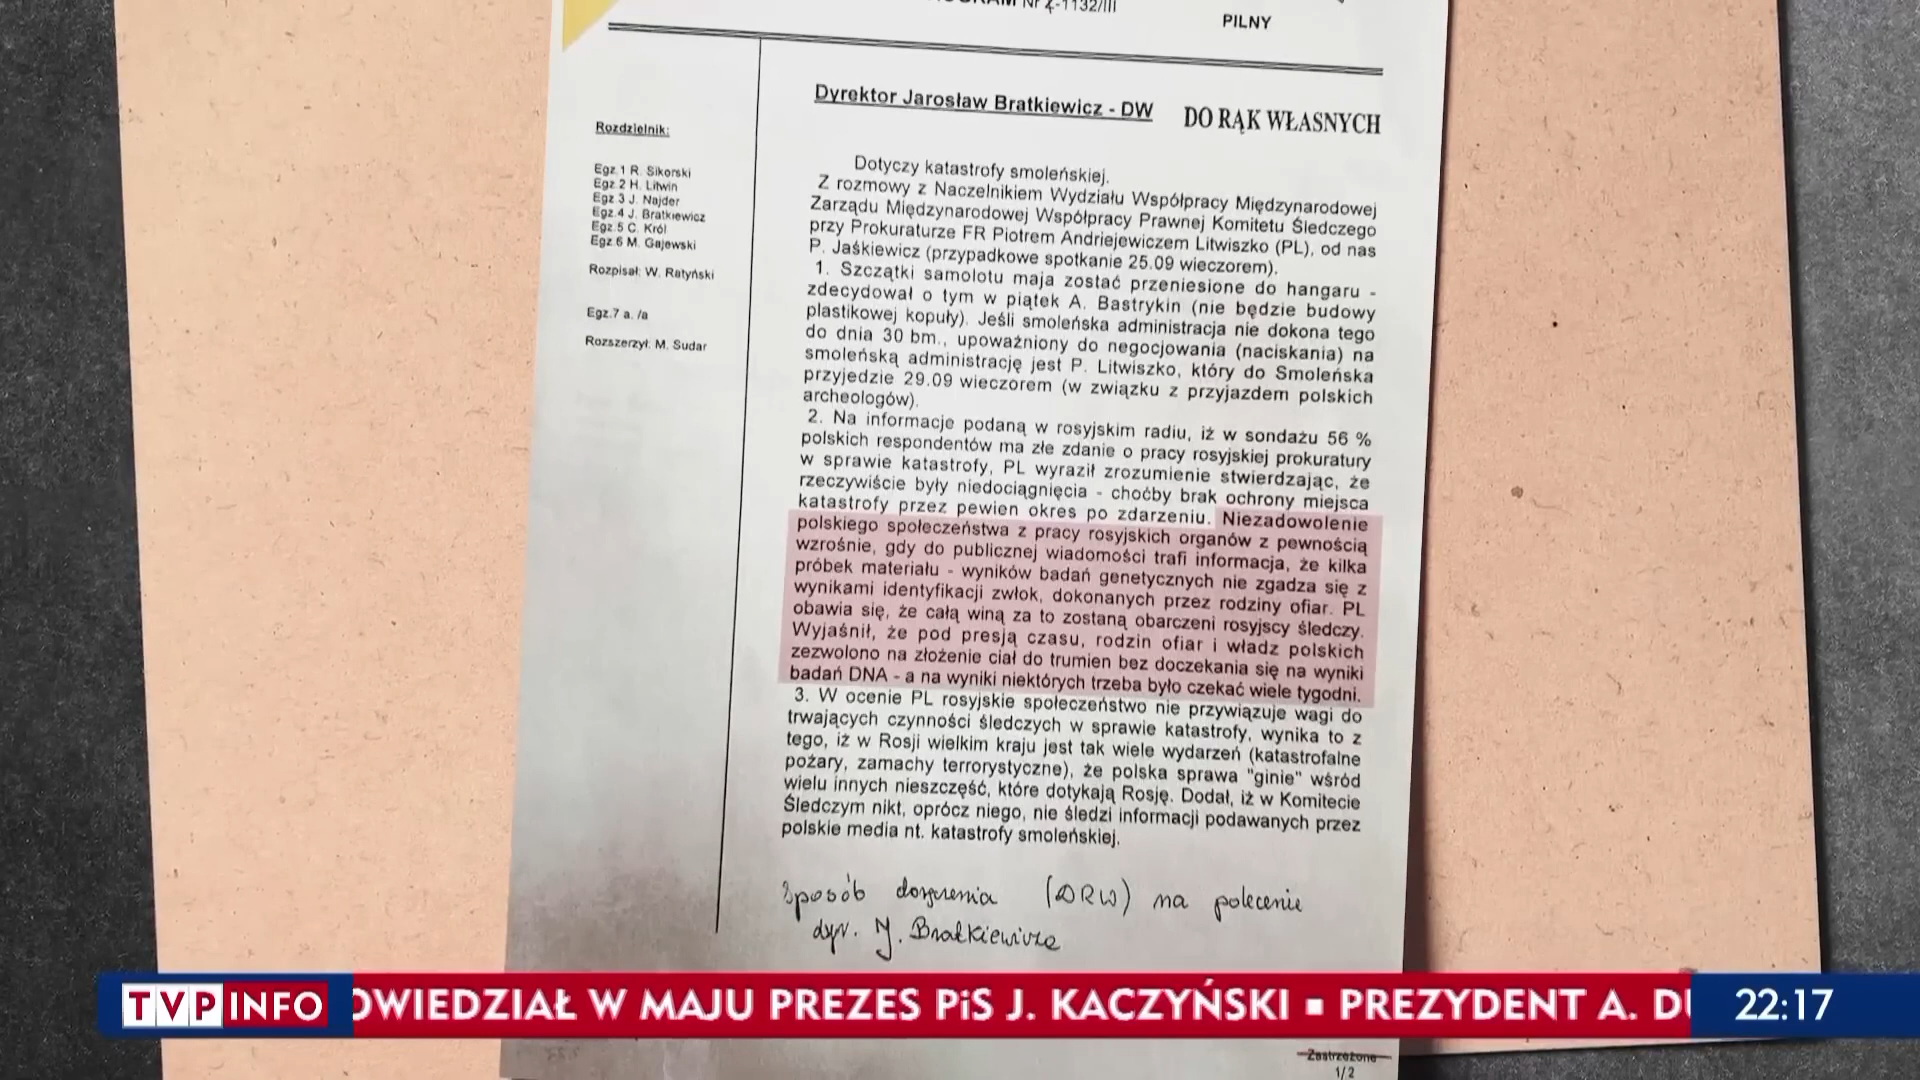 Nr 4-1132/III
PILNY
Dyrektor Jarosław Bratkiewicz - DW
DO RĄK WŁASNYCH
Rozdzielnik:
Egz.1 R. Sikorski
Egz.2 H. Litwin
Egz.3 J. Najder
Egz.4 J. Bratkiewicz
Egz.5 C. Król
Egz.6 M. Gajewski
Rozpisał: W. Ratyński
Egz.7 a. /a
Rozszerzył: M. Sudar
Dotyczy katastrofy smoleńskiej.
Z rozmowy z Naczelnikiem Wydziału Współpracy Międzynarodowej
Zarządu Międzynarodowej Współpracy Prawnej Komitetu Śledczego
przy Prokuraturze FR Piotrem Andriejewiczem Litwiszko (PL), od nas
P. Jaśkiewicz (przypadkowe spotkanie 25.09 wieczorem).
1. Szczątki samolotu maja zostać przeniesione do hangaru -
zdecydował o tym w piątek A. Bastrykin (nie będzie budowy
plastikowej kopuły). Jeśli smoleńska administracja nie dokona tego
do dnia 30 bm., upoważniony do negocjowania (naciskania) na
smoleńską administrację jest P. Litwiszko, który do Smoleńska
przyjedzie 29.09 wieczorem (w związku z przyjazdem polskich
archeologów).
2. Na informacje podaną w rosyjskim radiu, iż w sondażu 56 %
polskich respondentów ma złe zdanie o pracy rosyjskiej prokuratury
w sprawie katastrofy, PL wyraził zrozumienie stwierdzając, że
rzeczywiście były niedociągnięcia - choćby brak ochrony miejsca
katastrofy przez pewien okres po zdarzeniu. Niezadowolenie
polskiego społeczeństwa z pracy rosyjskich organów z pewnością
wzrośnie, gdy do publicznej wiadomości trafi informacja, że kilka
próbek materiału - wyników badań genetycznych nie zgadza się z
wynikami identyfikacji zwłok, dokonanych przez rodziny ofiar. PL
obawia się, że całą winą za to zostaną obarczeni rosyjscy śledczy.
Wyjaśnił, że pod presją czasu, rodzin ofiar i władz polskich
zezwolono na złożenie ciał do trumien bez doczekania się na wyniki
badań DNA - a na wyniki niektórych trzeba było czekać wiele tygodni.
3. W ocenie PL rosyjskie społeczeństwo nie przywiązuje wagi do
trwających czynności śledczych w sprawie katastrofy, wynika to z
tego, iż w Rosji wielkim kraju jest tak wiele wydarzeń (katastrofalne
pożary, zamachy terrorystyczne), że polska sprawa "ginie" wśród
wielu innych nieszczęść, które dotykają Rosję. Dodał, iż w Komitecie
Śledczym nikt, oprócz niego, nie śledzi informacji podawanych przez
polskie media nt. katastrofy smoleńskiej.
Sposób doręczenia (DRW) na polecenie
dyr. J. Bratkiewicza
TVP INFO
OWIEDZIAŁ W MAJU PREZES PiS J. KACZYŃSKI ▪ PREZYDENT A. DU
22:17
Zastrzeżone
1/2